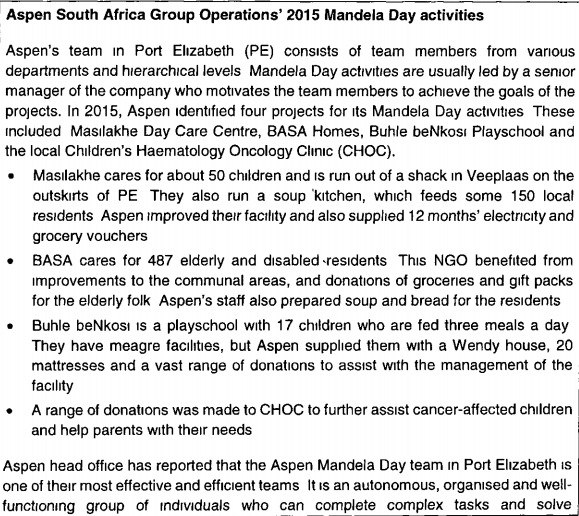 Aspen South Africa Group Operations' 2015 Mandela Day activities
Aspen's team in Port Elizabeth (PE) consists of team members from various
departments and hierarchical levels Mandela Day activities are usually led by a senior
manager of the company who motivates the team members to achieve the goals of the
projects. In 2015, Aspen identified four projects for its Mandela Day activities These
included Masilakhe Day Care Centre, BASA Homes, Buhle beNkosi Playschool and
the local Children's Haematology Oncology Clinic (CHOC).
• Masilakhe cares for about 50 children and is run out of a shack in Veeplaas on the
outskirts of PE They also run a soup kitchen, which feeds some 150 local
residents Aspen improved their facility and also supplied 12 months' electricity and
grocery vouchers
• BASA cares for 487 elderly and disabled residents This NGO benefited from
improvements to the communal areas, and donations of groceries and gift packs
for the elderly folk Aspen's staff also prepared soup and bread for the residents
• Buhle beNkosi is a playschool with 17 children who are fed three meals a day
They have meagre facilities, but Aspen supplied them with a Wendy house, 20
mattresses and a vast range of donations to assist with the management of the
facility
• A range of donations was made to CHOC to further assist cancer-affected children
and help parents with their needs
Aspen head office has reported that the Aspen Mandela Day team in Port Elizabeth is
one of their most effective and efficient teams It is an autonomous, organised and well-
functioning group of individuals who can complete complex tasks and solve